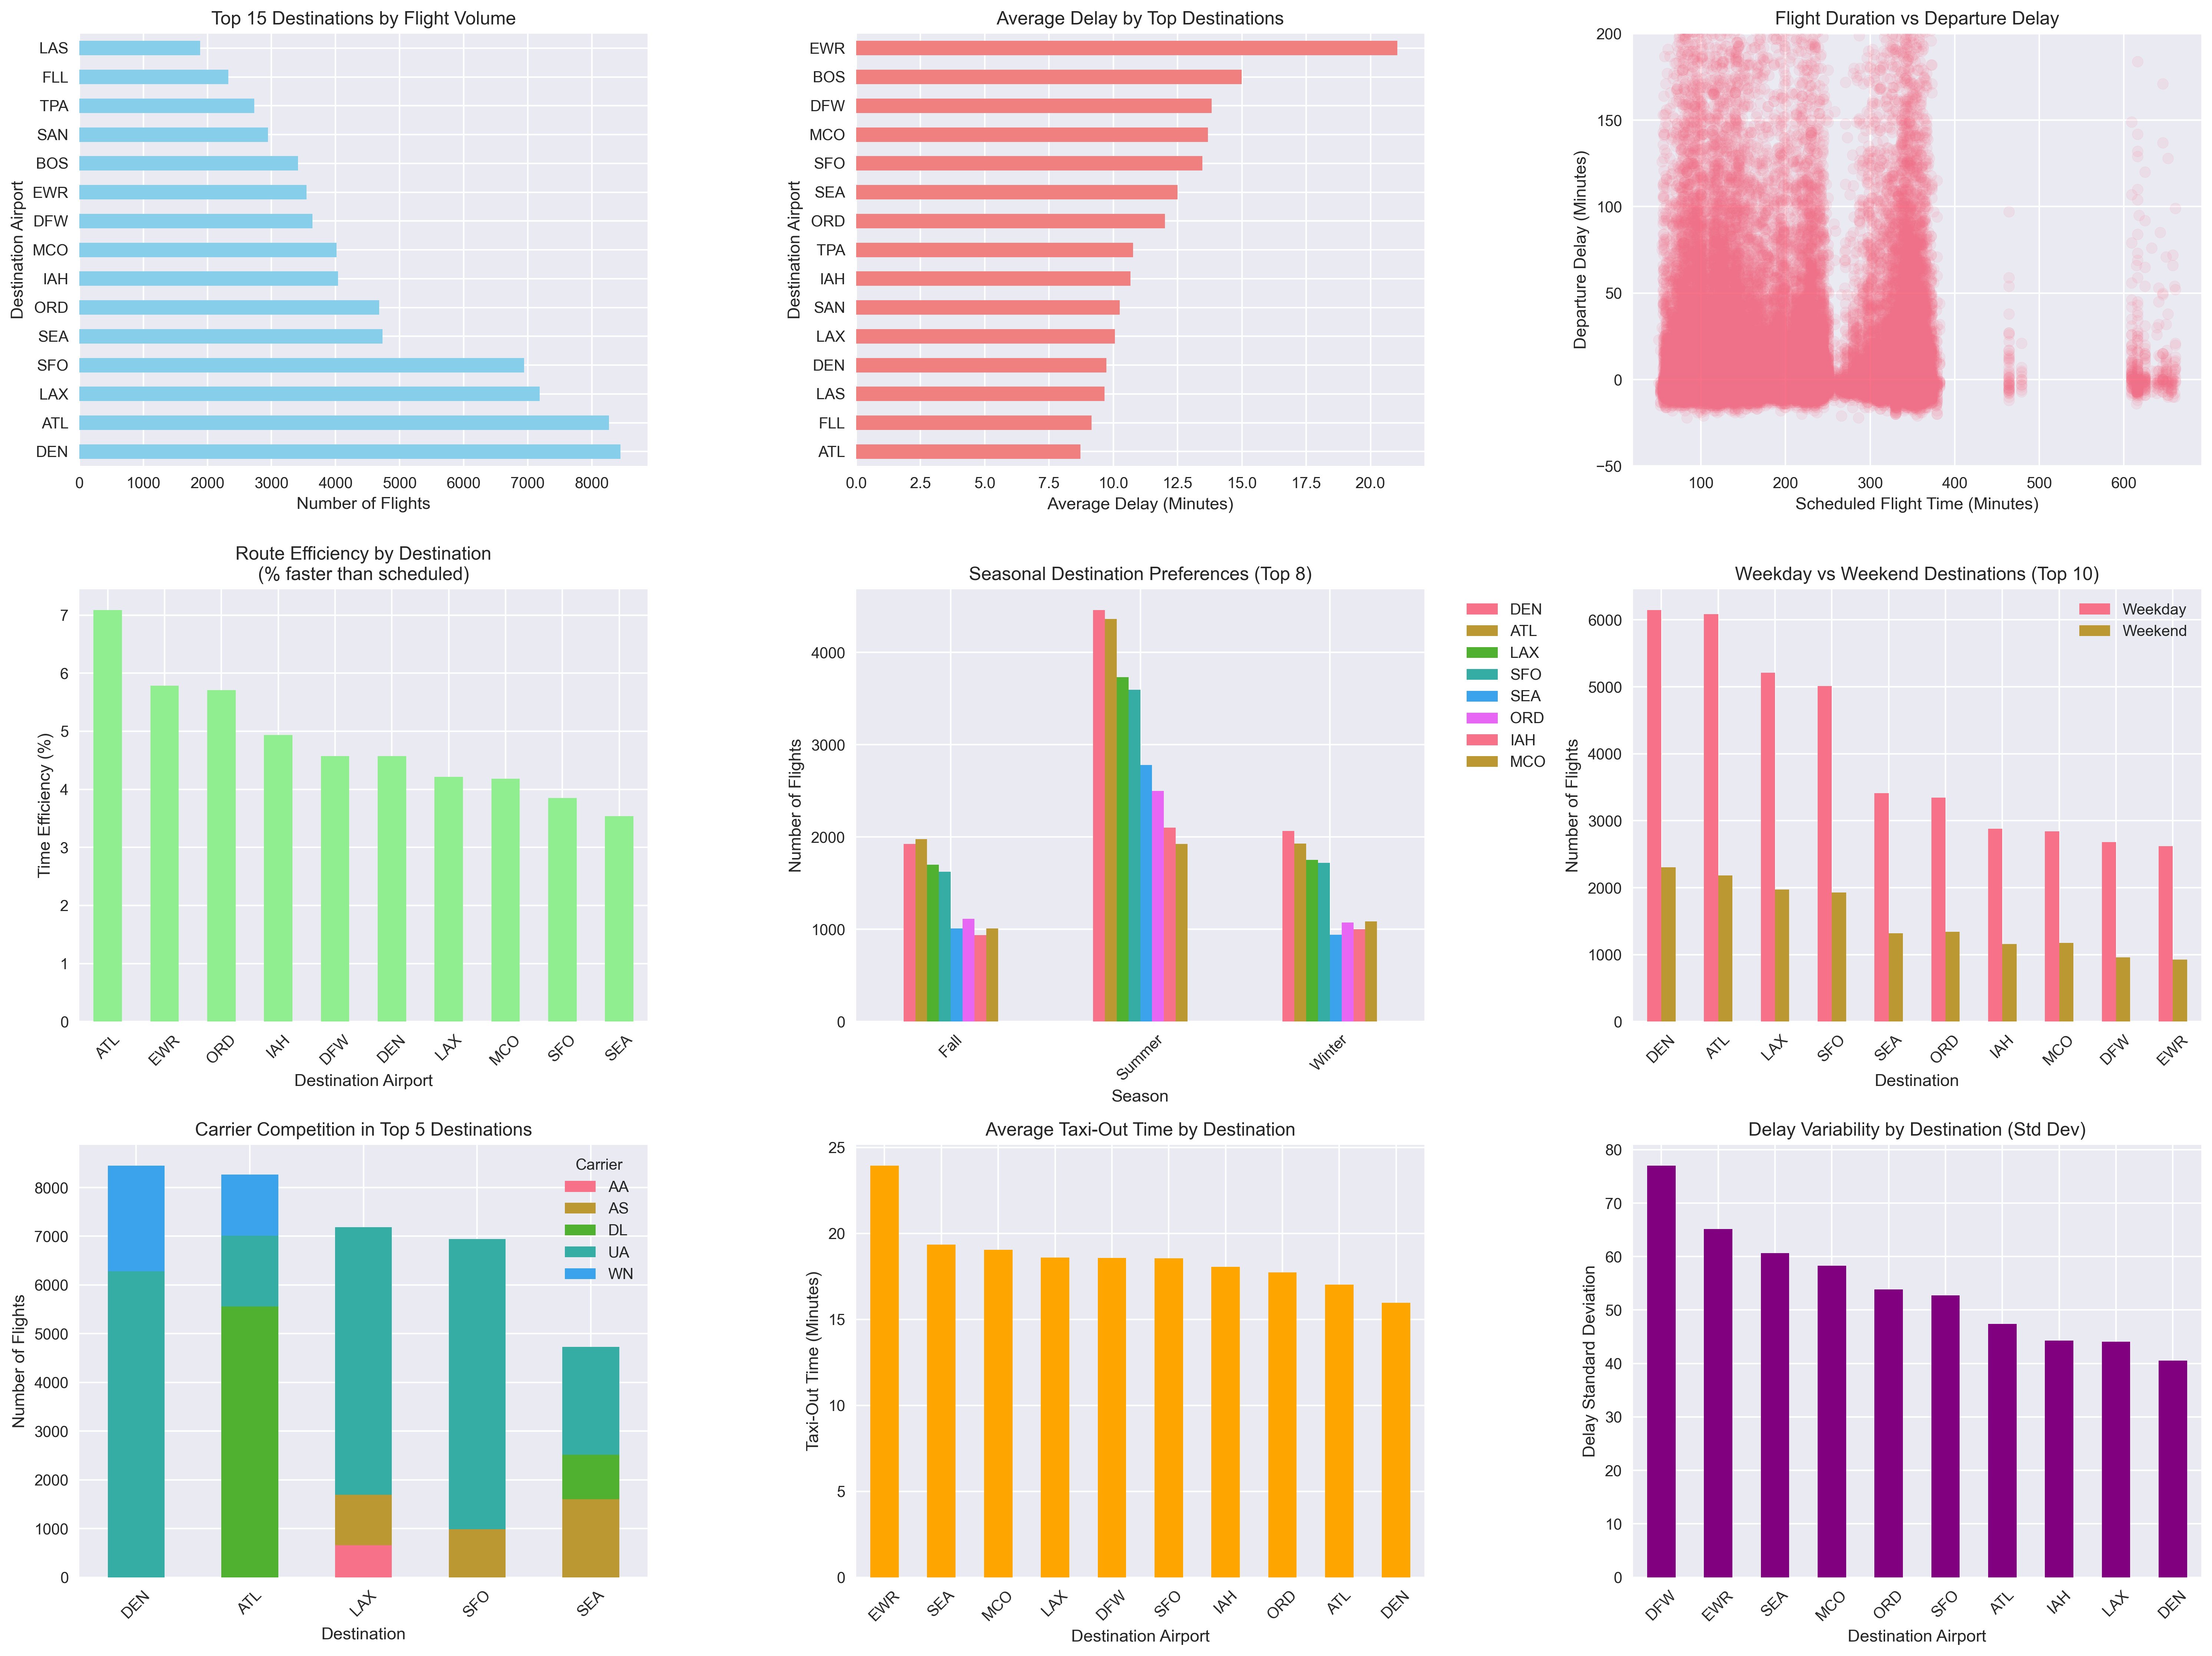 Top 15 Destinations by Flight Volume
LAS
FLL
TPA
SAN
BOS
EWR
DFW
MCO
IAH
ORD
SEA
SFO
LAX
ATL
DEN
Destination Airport
0 1000 2000 3000 4000 5000 6000 7000 8000
Number of Flights
Average Delay by Top Destinations
EWR
BOS
DFW
MCO
SFO
SEA
ORD
TPA
IAH
SAN
LAX
DEN
LAS
FLL
ATL
Destination Airport
0.0 2.5 5.0 7.5 10.0 12.5 15.0 17.5 20.0
Average Delay (Minutes)
Flight Duration vs Departure Delay
200
150
100
50
0
−50
Departure Delay (Minutes)
100 200 300 400 500 600
Scheduled Flight Time (Minutes)
Route Efficiency by Destination
(% faster than scheduled)
7
6
5
4
3
2
1
0
Time Efficiency (%)
ATL EWR ORD IAH DFW DEN LAX MCO SFO SEA
Destination Airport
Seasonal Destination Preferences (Top 8)
4000
3000
2000
1000
0
Number of Flights
Fall Summer Winter
Season
DEN
ATL
LAX
SFO
SEA
ORD
IAH
MCO
Weekday vs Weekend Destinations (Top 10)
Weekday
Weekend
6000
5000
4000
3000
2000
1000
0
Number of Flights
DEN ATL LAX SFO SEA ORD IAH MCO DFW EWR
Destination
Carrier Competition in Top 5 Destinations
Carrier
AA
AS
DL
UA
WN
8000
7000
6000
5000
4000
3000
2000
1000
0
Number of Flights
DEN ATL LAX SFO SEA
Destination
Average Taxi-Out Time by Destination
25
20
15
10
5
0
Taxi-Out Time (Minutes)
EWR SEA MCO LAX DFW SFO IAH ORD ATL DEN
Destination Airport
Delay Variability by Destination (Std Dev)
80
70
60
50
40
30
20
10
0
Delay Standard Deviation
DFW EWR SEA MCO ORD SFO ATL IAH LAX DEN
Destination Airport